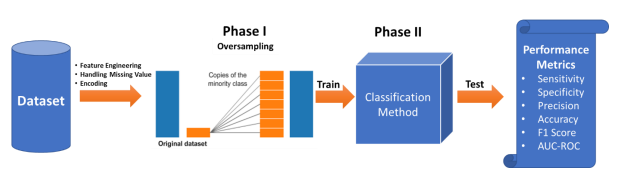 Dataset
• Feature Engineering
• Handling Missing Value
• Encoding
Phase I
Oversampling
Copies of the
minority class
Original dataset
Train
Phase II
Classification
Method
Test
Performance
Metrics
• Sensitivity
• Specificity
• Precision
• Accuracy
• F1 Score
• AUC-ROC